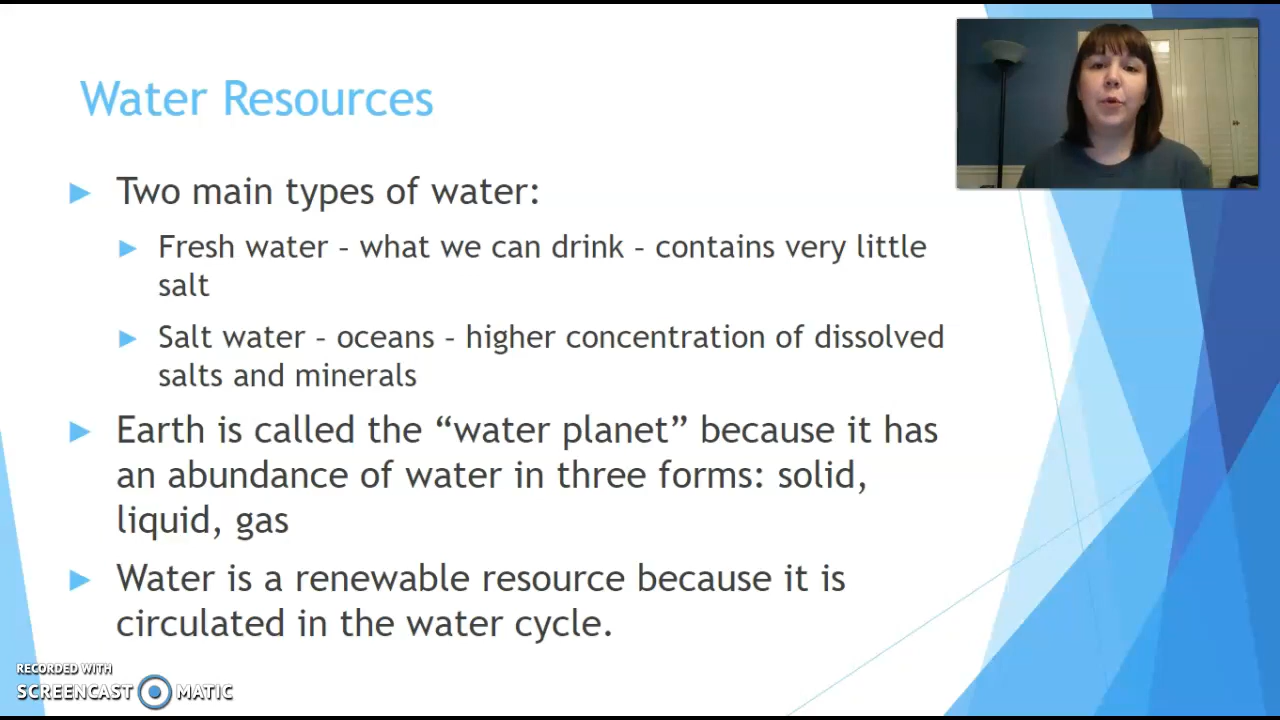 Water Resources
Two main types of water:
Fresh water – what we can drink – contains very little
salt
Salt water – oceans – higher concentration of dissolved
salts and minerals
Earth is called the “water planet” because it has
an abundance of water in three forms: solid,
liquid, gas
Water is a renewable resource because it is
circulated in the water cycle.
RECORDED WITH
SCREENCAST MATIC